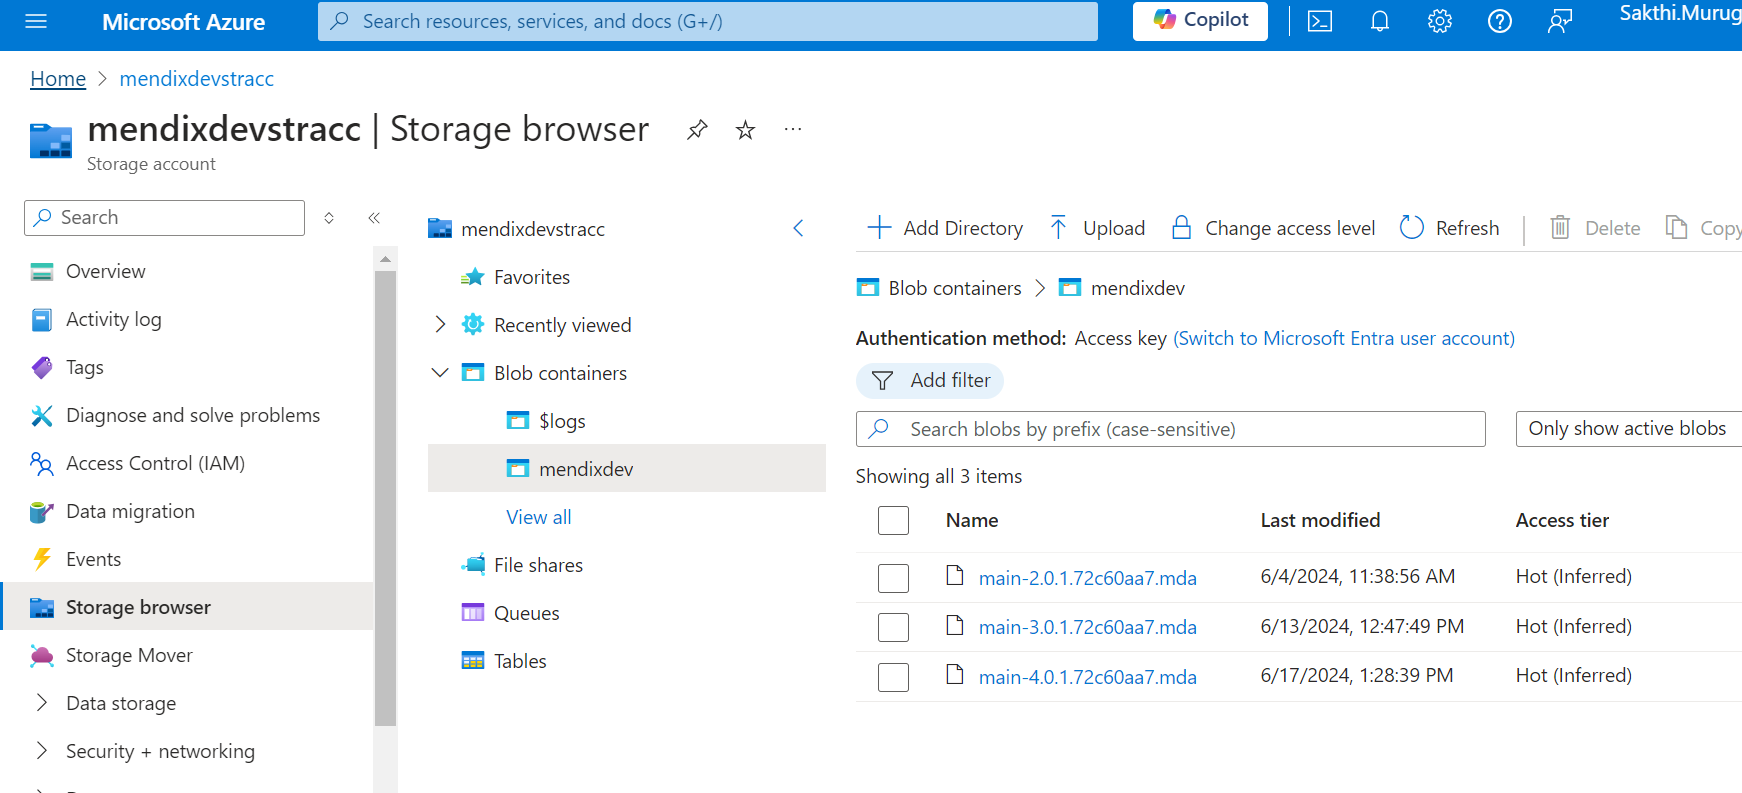 Microsoft Azure
Search resources, services, and docs (G+/)
Copilot
Sakthi.Murug
Home > mendixdevstracc
mendixdevstracc | Storage browser
Storage account
Search
Overview
Activity log
Tags
Diagnose and solve problems
Access Control (IAM)
Data migration
Events
Storage browser
Storage Mover
Data storage
Security + networking
mendixdevstracc
Favorites
Recently viewed
Blob containers
$logs
mendixdev
View all
File shares
Queues
Tables
Add Directory Upload Change access level Refresh Delete Copy
Blob containers > mendixdev
Authentication method: Access key (Switch to Microsoft Entra user account)
Add filter
Search blobs by prefix (case-sensitive)
Only show active blobs
Showing all 3 items
Name Last modified Access tier
main-2.0.1.72c60aa7.mda 6/4/2024, 11:38:56 AM Hot (Inferred)
main-3.0.1.72c60aa7.mda 6/13/2024, 12:47:49 PM Hot (Inferred)
main-4.0.1.72c60aa7.mda 6/17/2024, 1:28:39 PM Hot (Inferred)